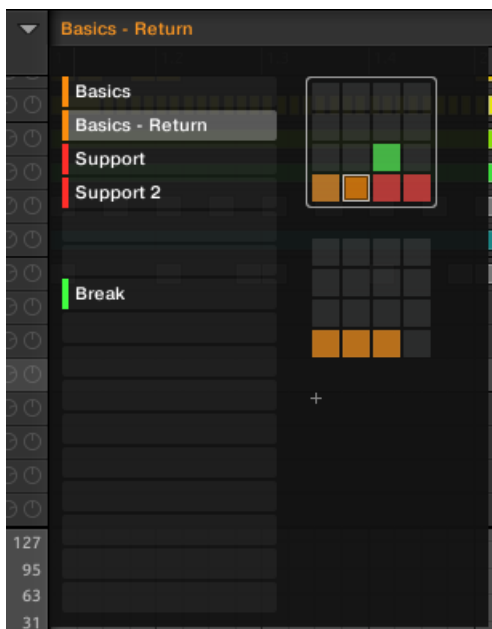 Basics - Return
Basics
Basics - Return
Support
Support 2
Break
+
127
95
63
31